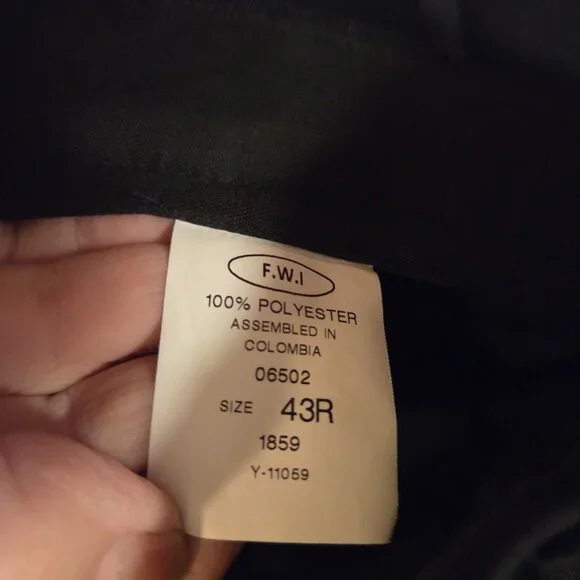 F.W.I
100% POLYESTER
ASSEMBLED IN
COLOMBIA
06502
SIZE 43R
1859
Y-11059